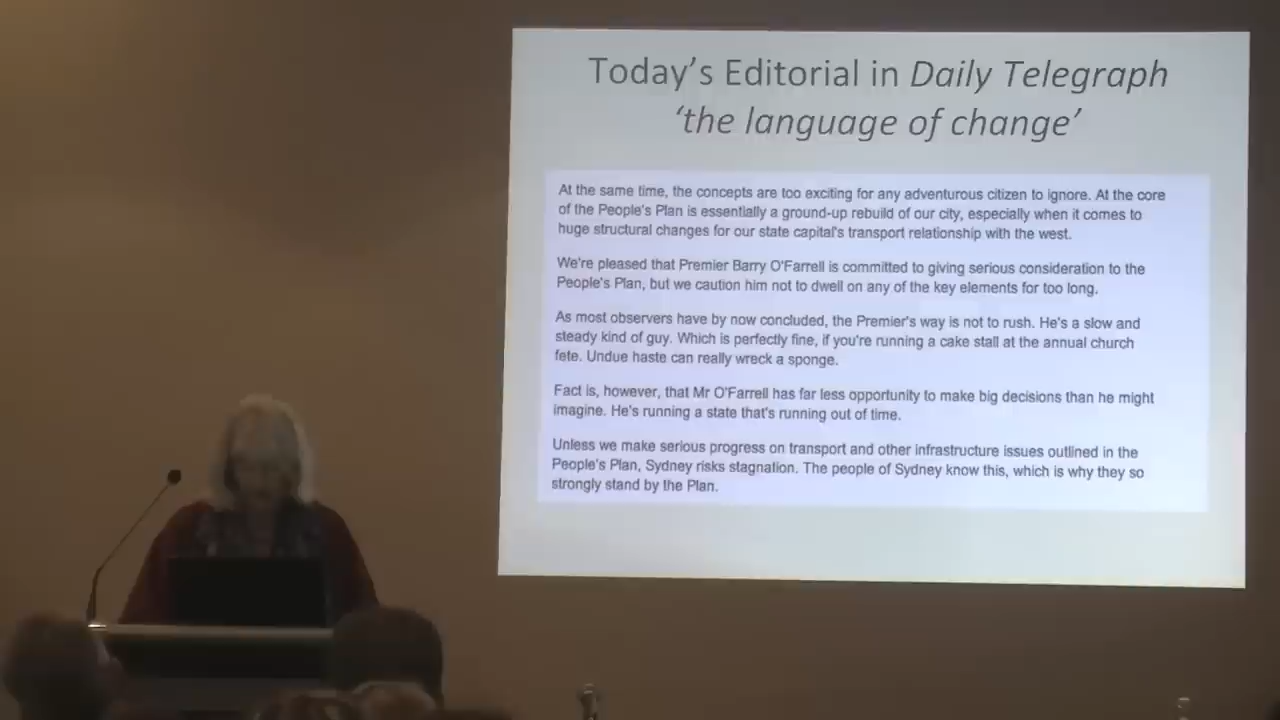 Today's Editorial in Daily Telegraph
‘the language of change’
At the same time, the concepts are too exciting for any adventurous citizen to ignore. At the core
of the People's Plan is essentially a ground-up rebuild of our city, especially when it comes to
huge structural changes for our state capital's transport relationship with the west.
We're pleased that Premier Barry O'Farrell is committed to giving serious consideration to the
People's Plan, but we caution him not to dwell on any of the key elements for too long.
As most observers have by now concluded, the Premier's way is not to rush. He's a slow and
steady kind of guy. Which is perfectly fine, if you're running a cake stall at the annual church
fete. Undue haste can really wreck a sponge.
Fact is, however, that Mr O'Farrell has far less opportunity to make big decisions than he might
imagine. He's running a state that's running out of time.
Unless we make serious progress on transport and other infrastructure issues outlined in the
People's Plan, Sydney risks stagnation. The people of Sydney know this, which is why they so
strongly stand by the Plan.